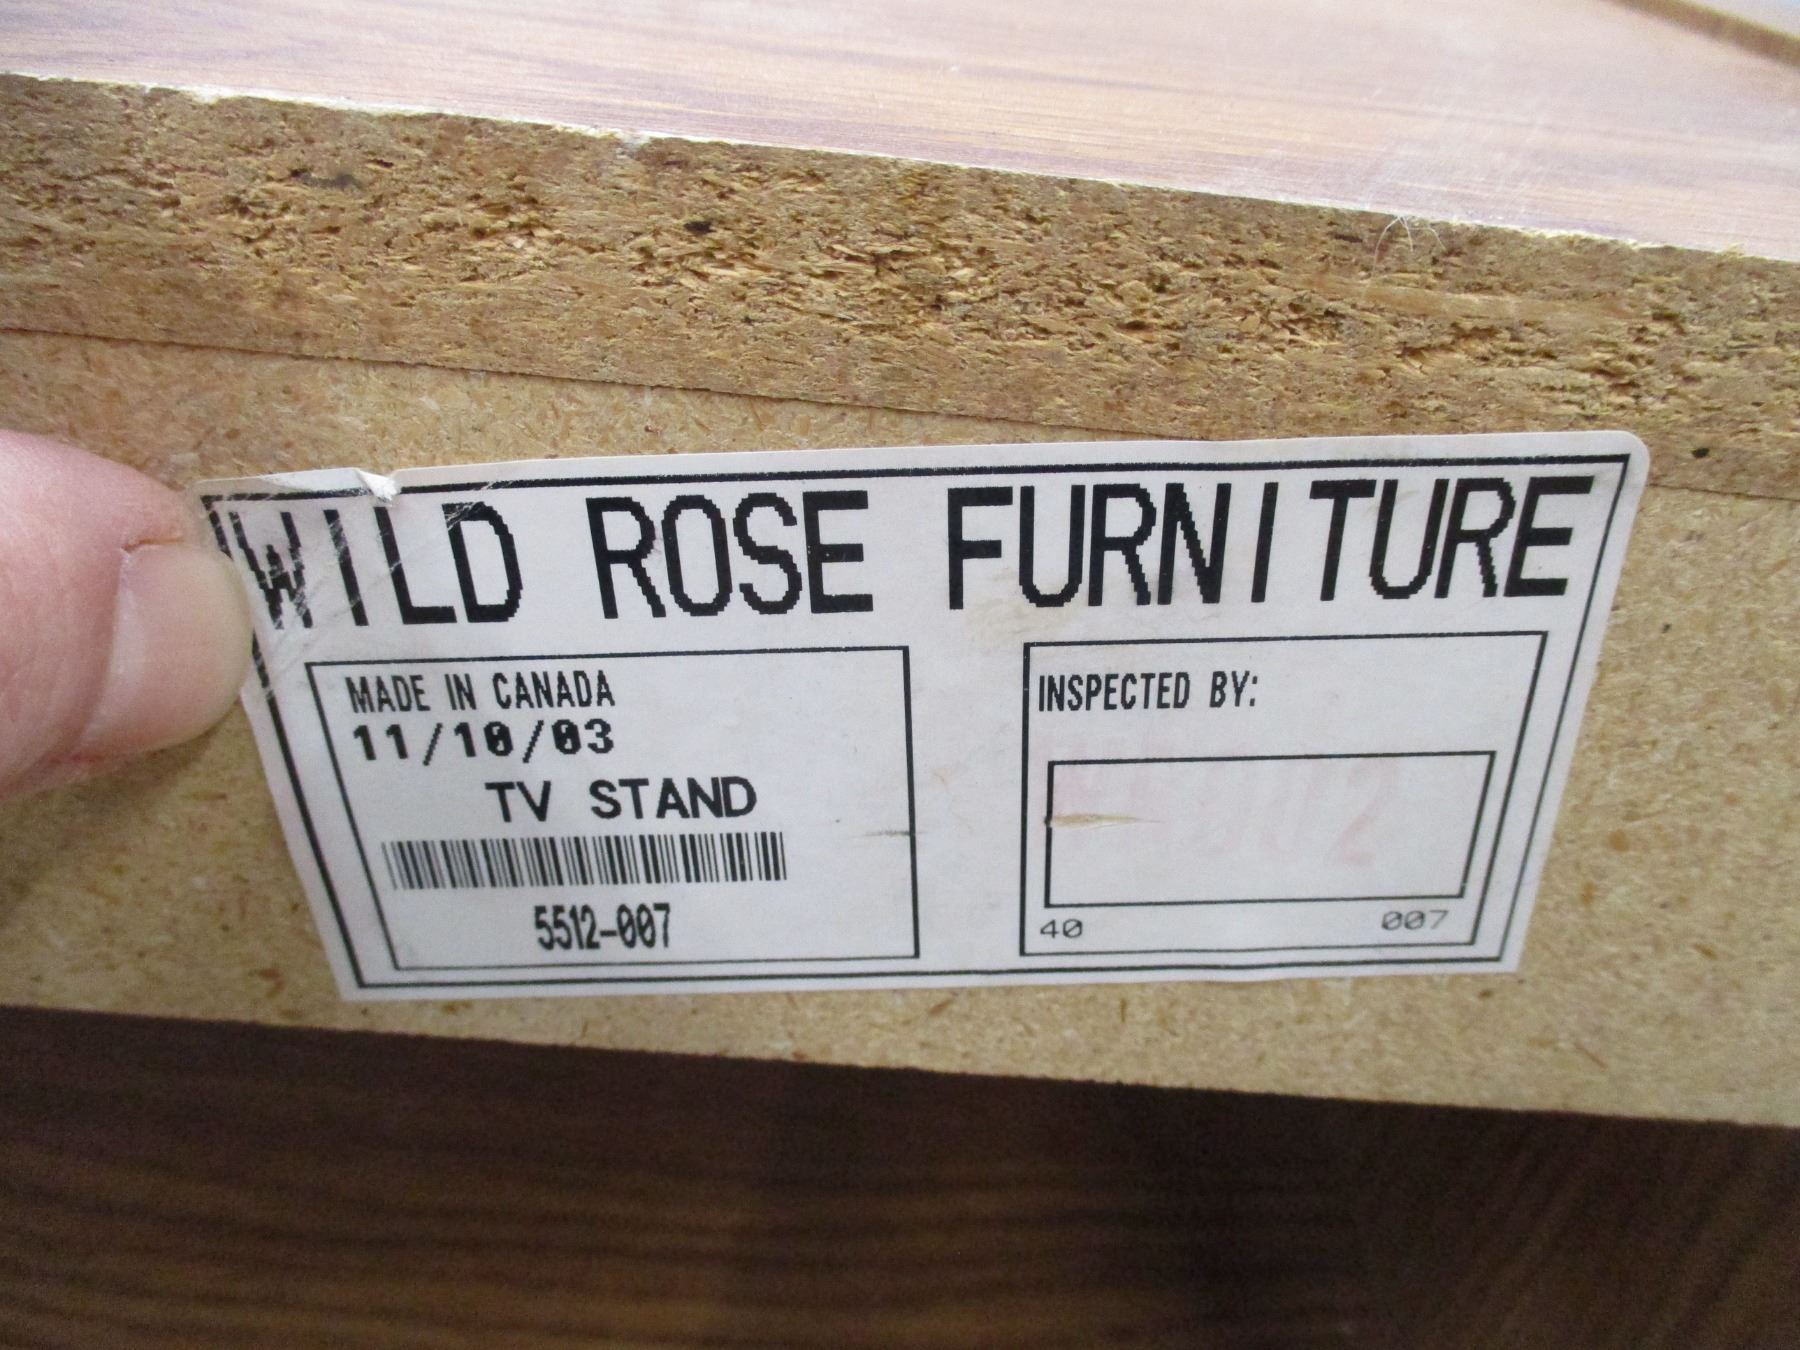 WILD ROSE FURNITURE
MADE IN CANADA
11/10/03
TV STAND
5512-007
INSPECTED BY:
40 007